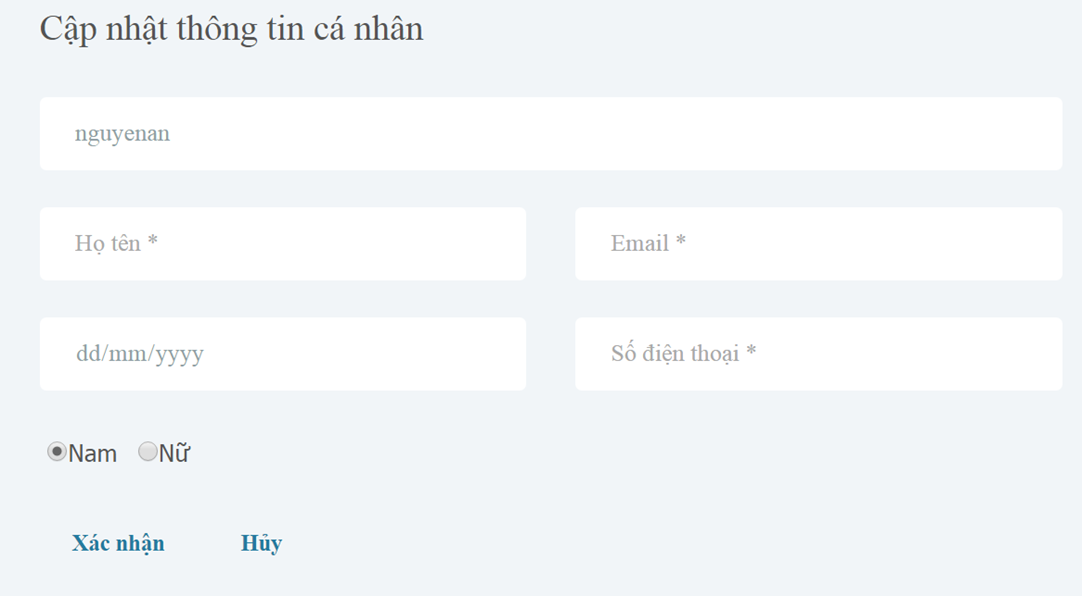 Cập nhật thông tin cá nhân
nguyenan
Họ tên * Email *
dd/mm/yyyy Số điện thoại *
Nam Nữ
Xác nhận Hủy